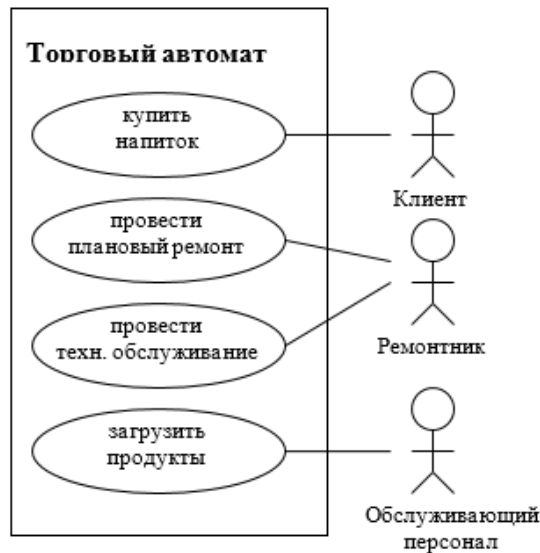 Торговый автомат
купить
напиток
Клиент
провести
плановый ремонт
провести
техн. обслуживание
Ремонтник
загрузить
продукты
Обслуживающий
персонал